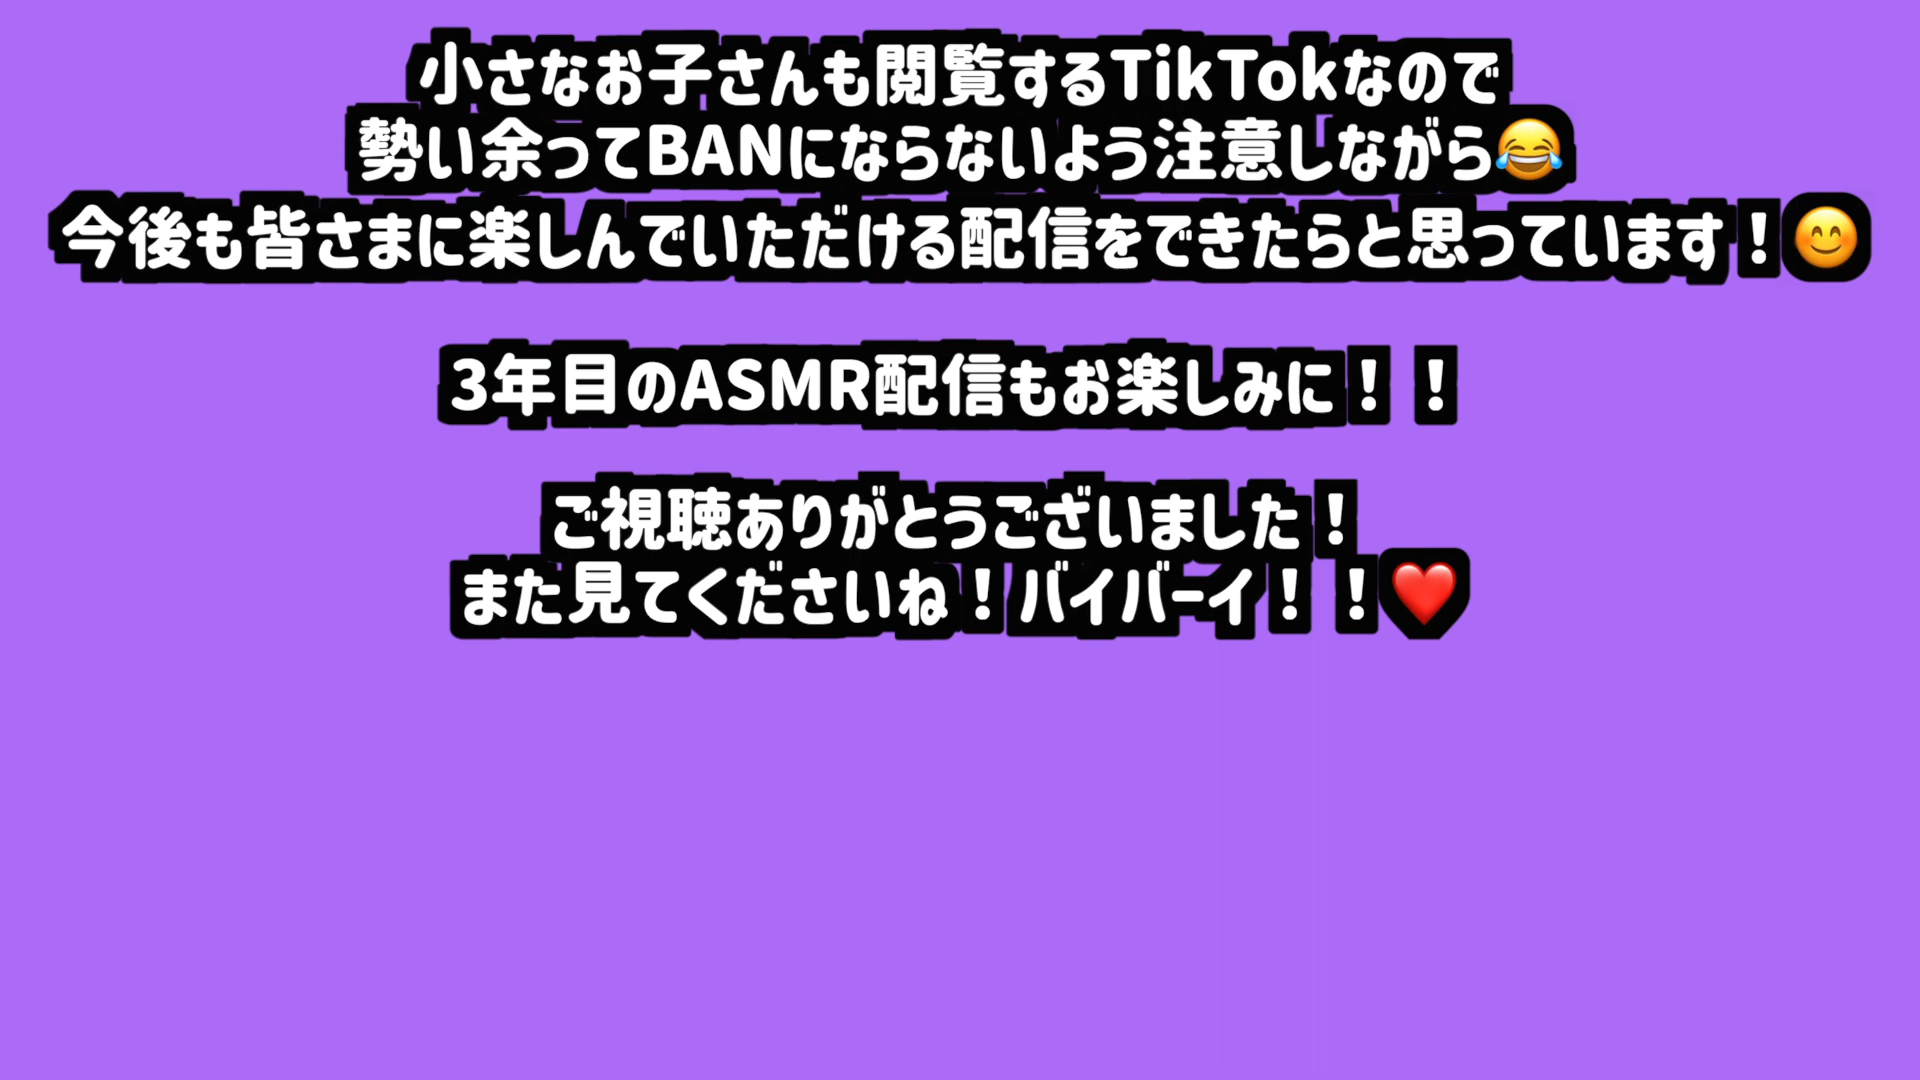 小さなお子さんも閲覧するTikTokなので
勢い余ってBANにならないよう注意しながら😂
今後も皆さまに楽しんでいただける配信をできたらと思っています！😊
3年目のASMR配信もお楽しみに！！
ご視聴ありがとうございました！
また見てくださいね！バイバーイ！！❤️